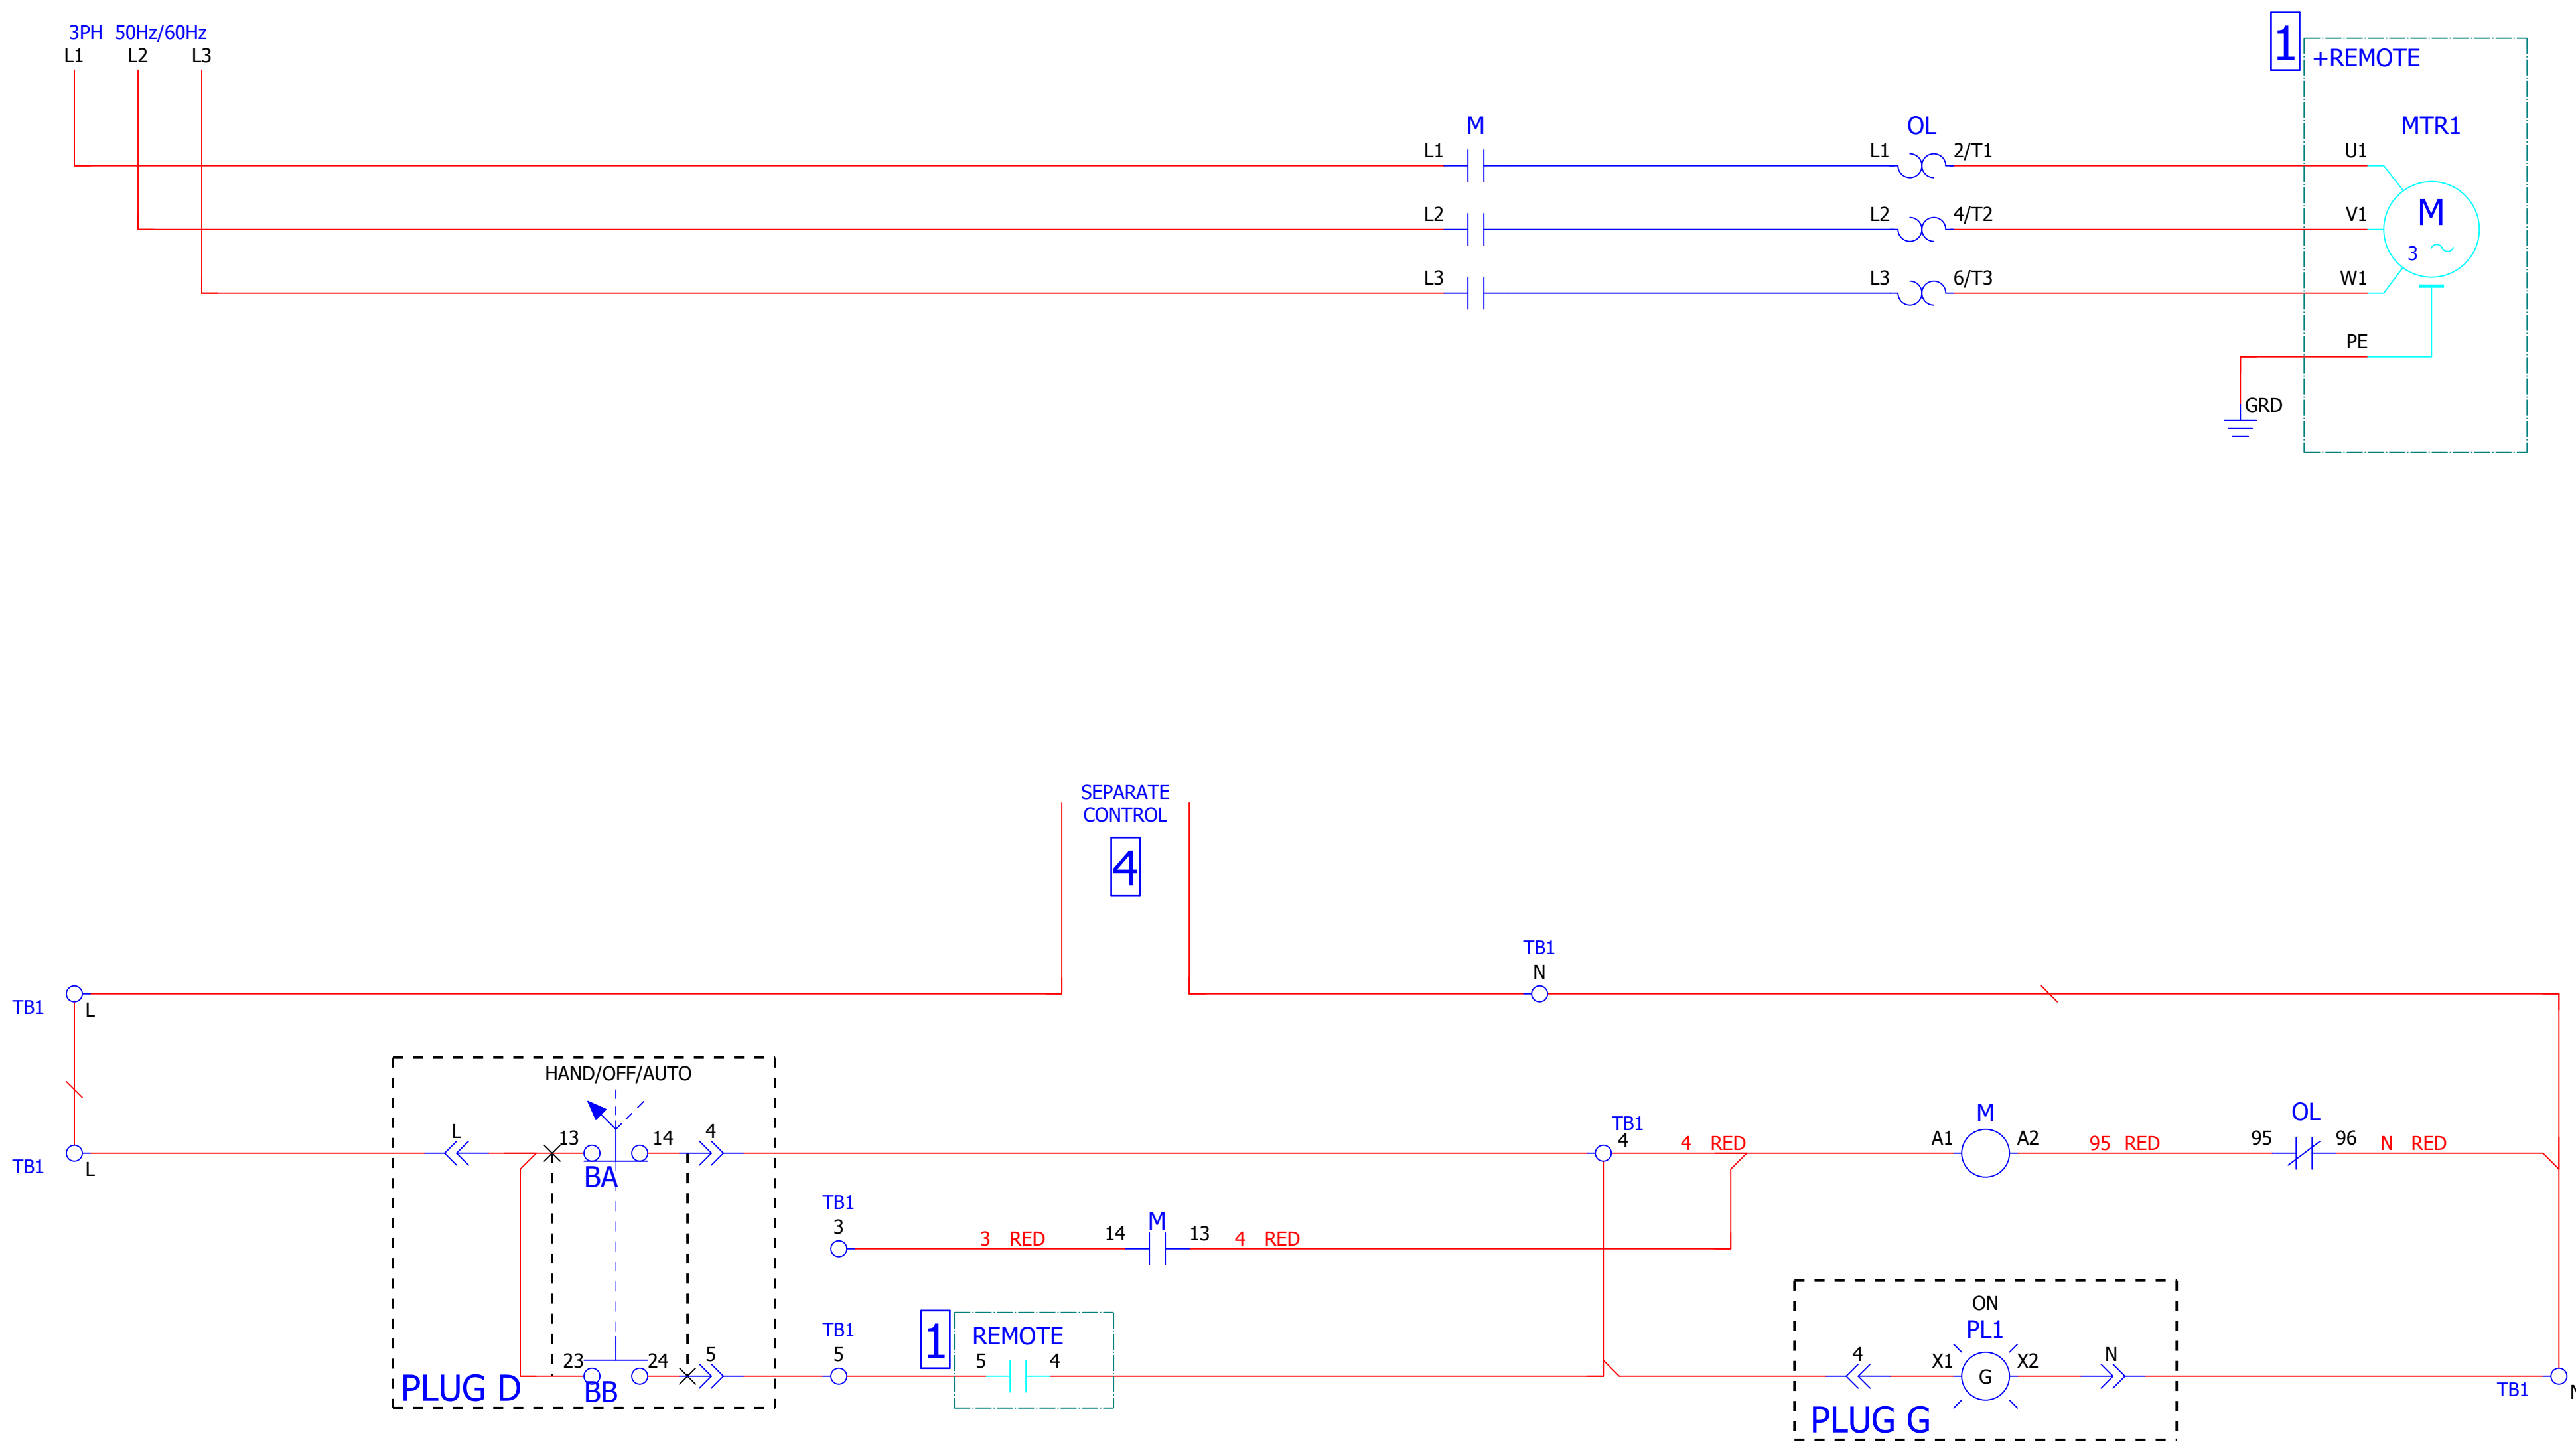 3PH 50Hz/60Hz
L1 L2 L3
1
+REMOTE
M
OL
MTR1
L1
L1
2/T1
U1
L2
L2
4/T2
V1
M
3
L3
L3
6/T3
W1
PE
GRD
SEPARATE
CONTROL
4
TB1
N
TB1
L
HAND/OFF/AUTO
TB1
L
L
13
14
4
BA
TB1
4
4 RED
A1
M
A2
95 RED
95
OL
96
N RED
TB1
3
3 RED
14
M
13
4 RED
PLUG D
23
24
5
BB
TB1
5
1
REMOTE
5
4
ON
PL1
4
X1
G
X2
N
PLUG G
TB1
N